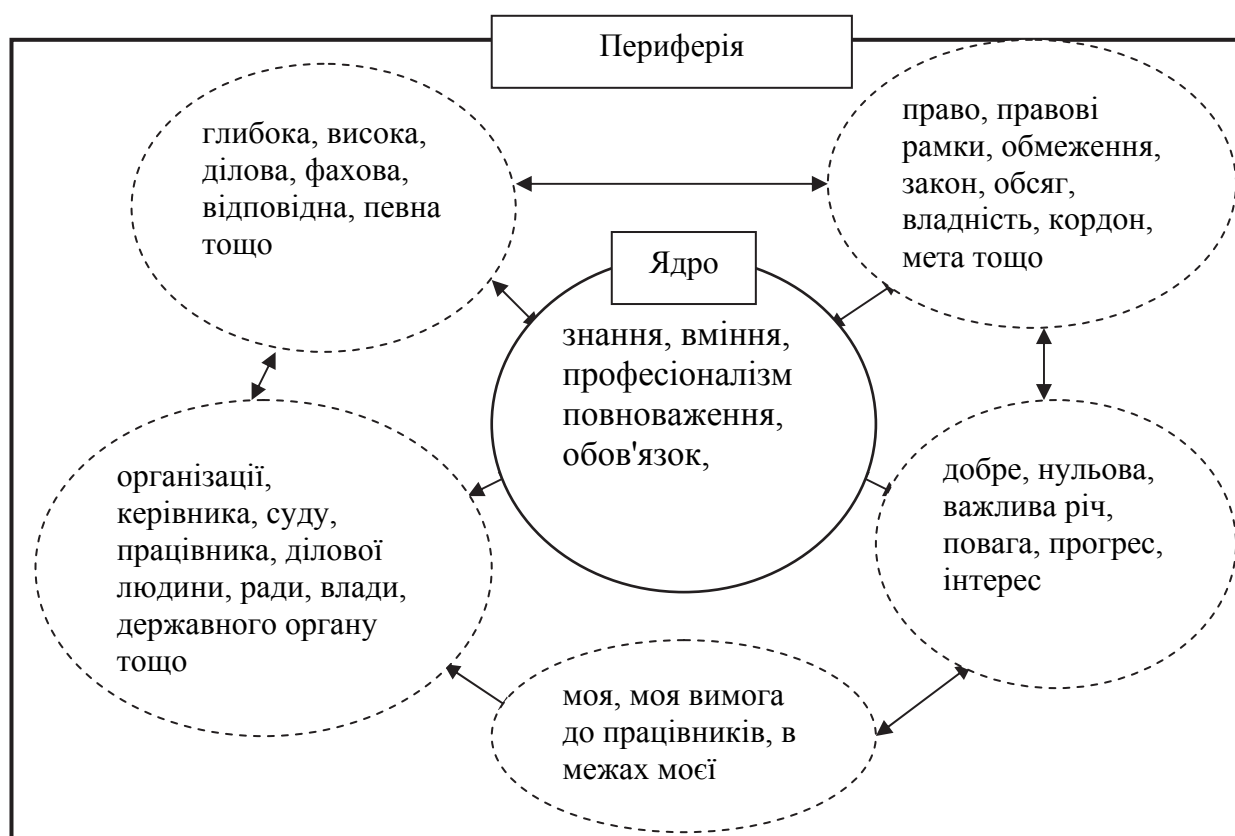 Периферія
глибока, висока,
ділова, фахова,
відповідна, певна
тощо
право, правові
рамки, обмеження,
закон, обсяг,
владність, кордон,
мета тощо
Ядро
знання, вміння,
професіоналізм
повноваження,
обов'язок,
організації,
керівника, суду,
працівника, ділової
людини, ради, влади,
державного органу
тощо
добре, нульова,
важлива річ,
повага, прогрес,
інтерес
моя, моя вимога
до працівників, в
межах моєї